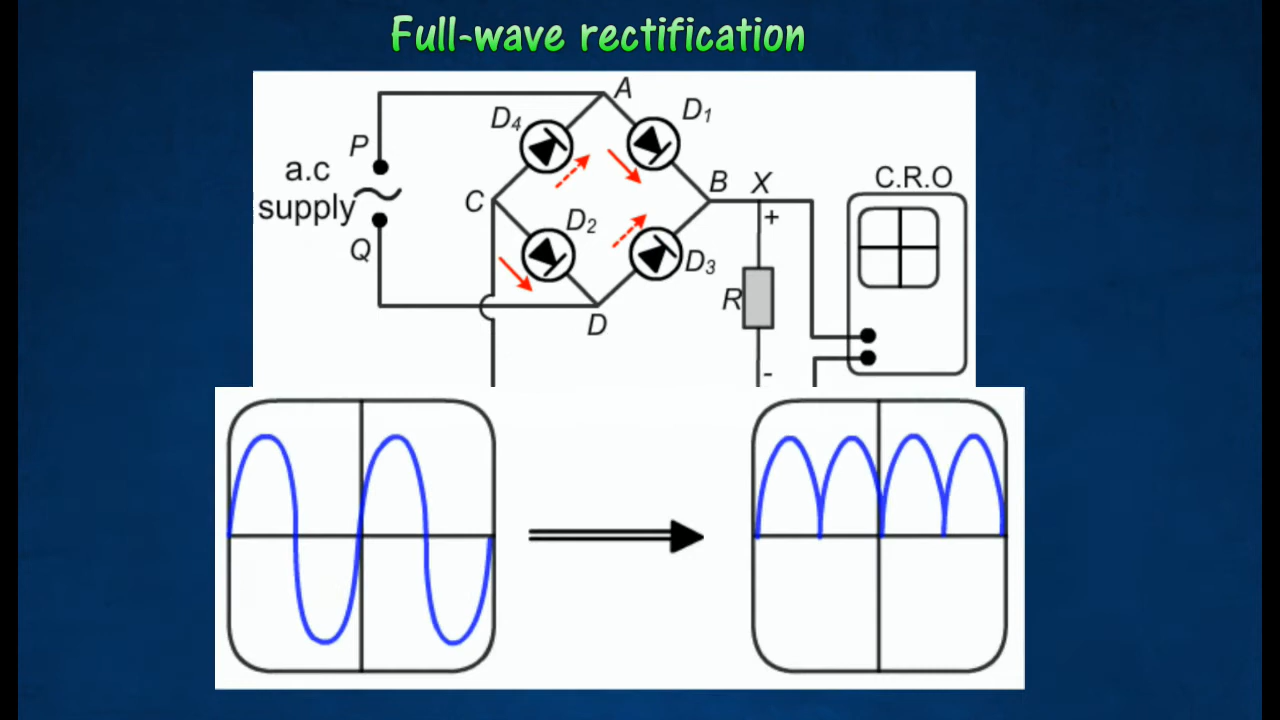 Full-wave rectification
A
D₄
D₁
P
a.c
supply
C
B
X
C.R.O
D₂
+
Q
D₃
R
D
-